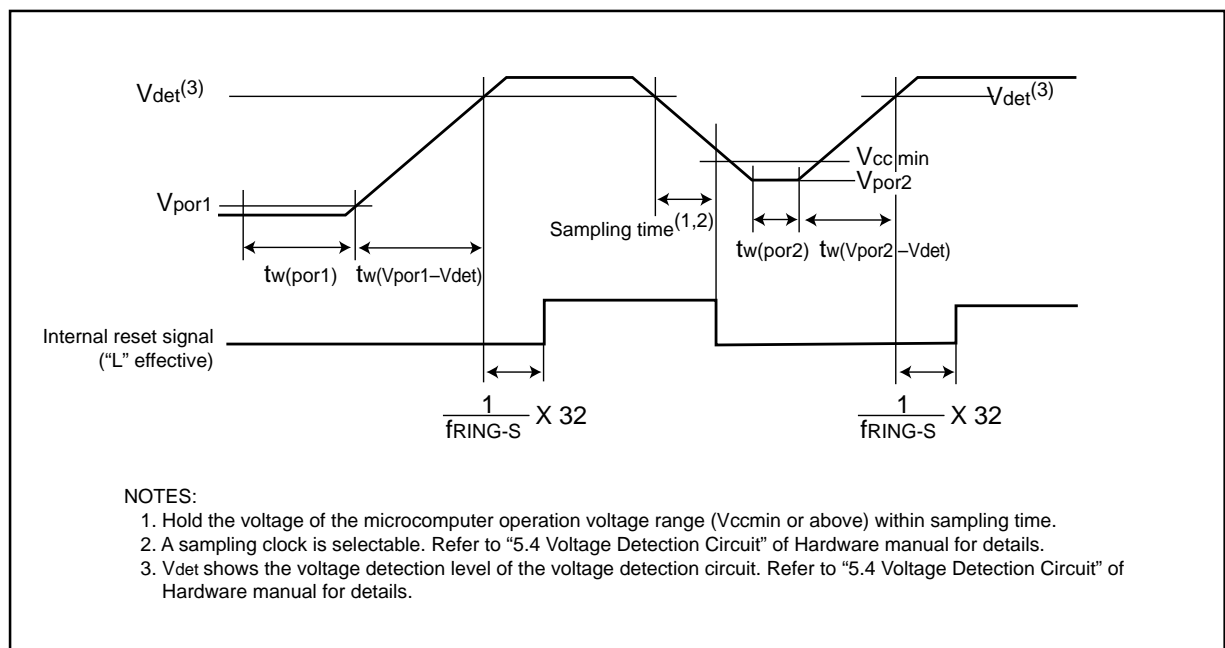 Vdet(3)
Vdet(3)
Vcc min
Vpor2
Vpor1
Sampling time(1,2)
tw(por1)
tw(Vpor1–Vdet)
tw(por2)
tw(Vpor2–Vdet)
Internal reset signal
(“L” effective)
1
fRING-S
X 32
1
fRING-S
X 32
NOTES:
1. Hold the voltage of the microcomputer operation voltage range (Vccmin or above) within sampling time.
2. A sampling clock is selectable. Refer to “5.4 Voltage Detection Circuit” of Hardware manual for details.
3. Vdet shows the voltage detection level of the voltage detection circuit. Refer to “5.4 Voltage Detection Circuit” of
Hardware manual for details.